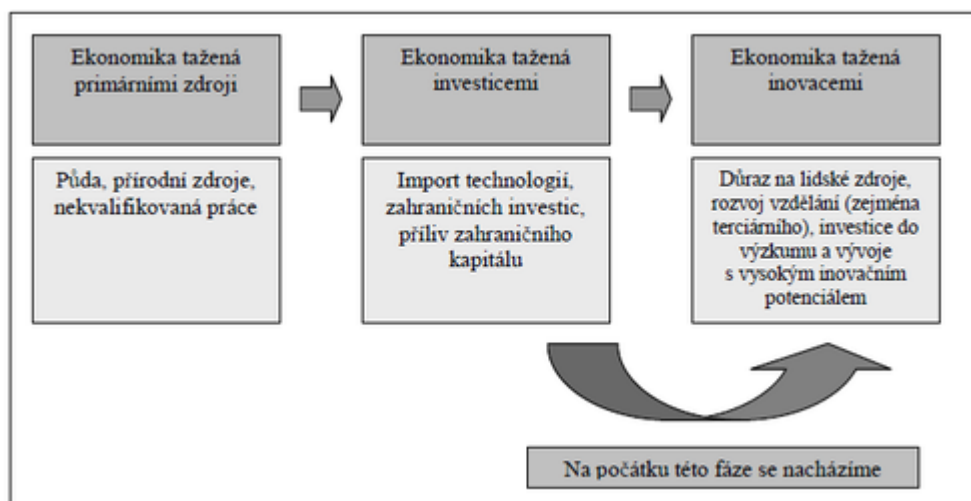 Ekonomika tažená
primárními zdroji
Ekonomika tažená
investicemi
Ekonomika tažená
inovacemi
Půda, přírodní zdroje,
nekvalifikovaná práce
Import technologií,
zahraničních investic,
příliv zahraničního
kapitálu
Důraz na lidské zdroje,
rozvoj vzdělání (zejména
terciárního), investice do
výzkumu a vývoje
s vysokým inovačním
potenciálem
Na počátku této fáze se nacházíme